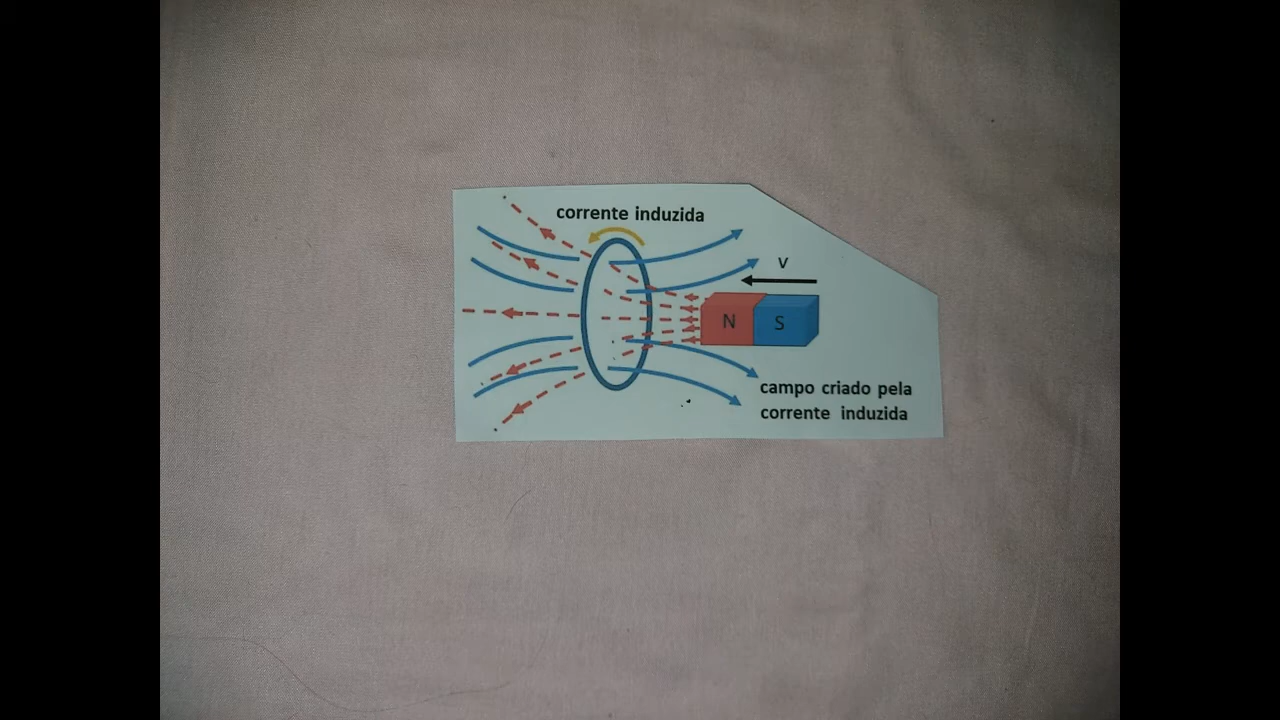 corrente induzida
v
N S
campo criado pela
corrente induzida